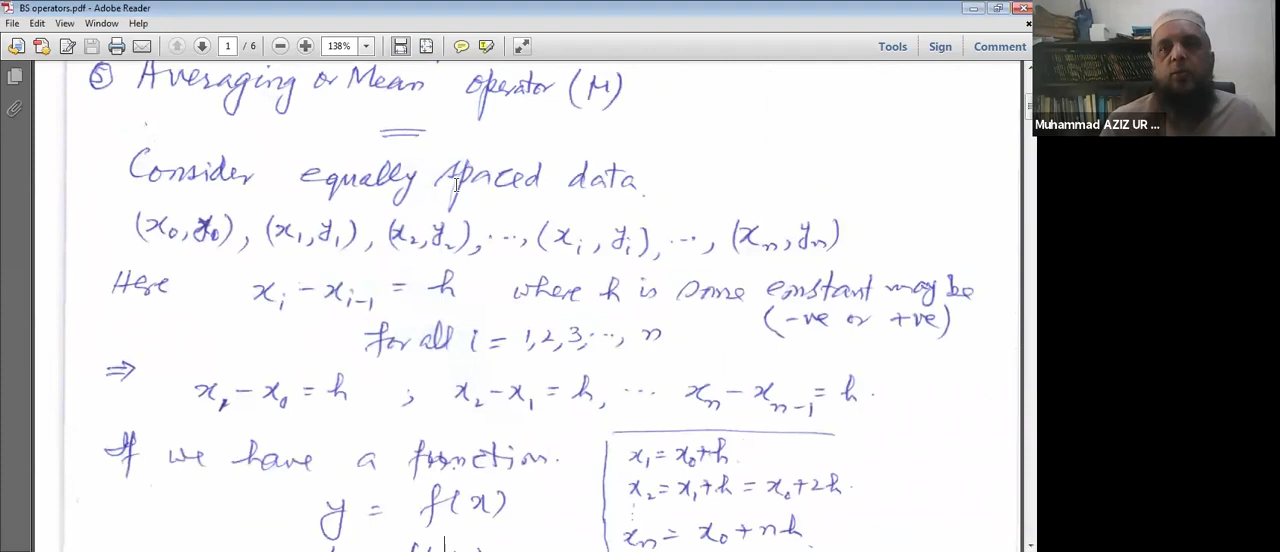 BS operators.pdf - Adobe Reader
File Edit View Window Help
1 / 6 138% Tools Sign Comment
Muhammad AZIZ UR ...
⑤ Averaging or Mean operator (M)
Consider equally spaced data.
(x₀,y₀), (x₁,y₁), (x₂,y₂), ..., (xᵢ,yᵢ), ..., (xₙ,yₙ)
Here xᵢ - xᵢ₋₁ = h where h is some constant may be
(-ve or +ve)
for all i = 1,2,3,..., n
⇒
x₁ - x₀ = h ; x₂ - x₁ = h, ... xₙ - xₙ₋₁ = h.
If we have a function.
y = f(x)
x₁ = x₀+h.
x₂ = x₁+h = x₀+2h.
⋮
xₙ = x₀+nh.